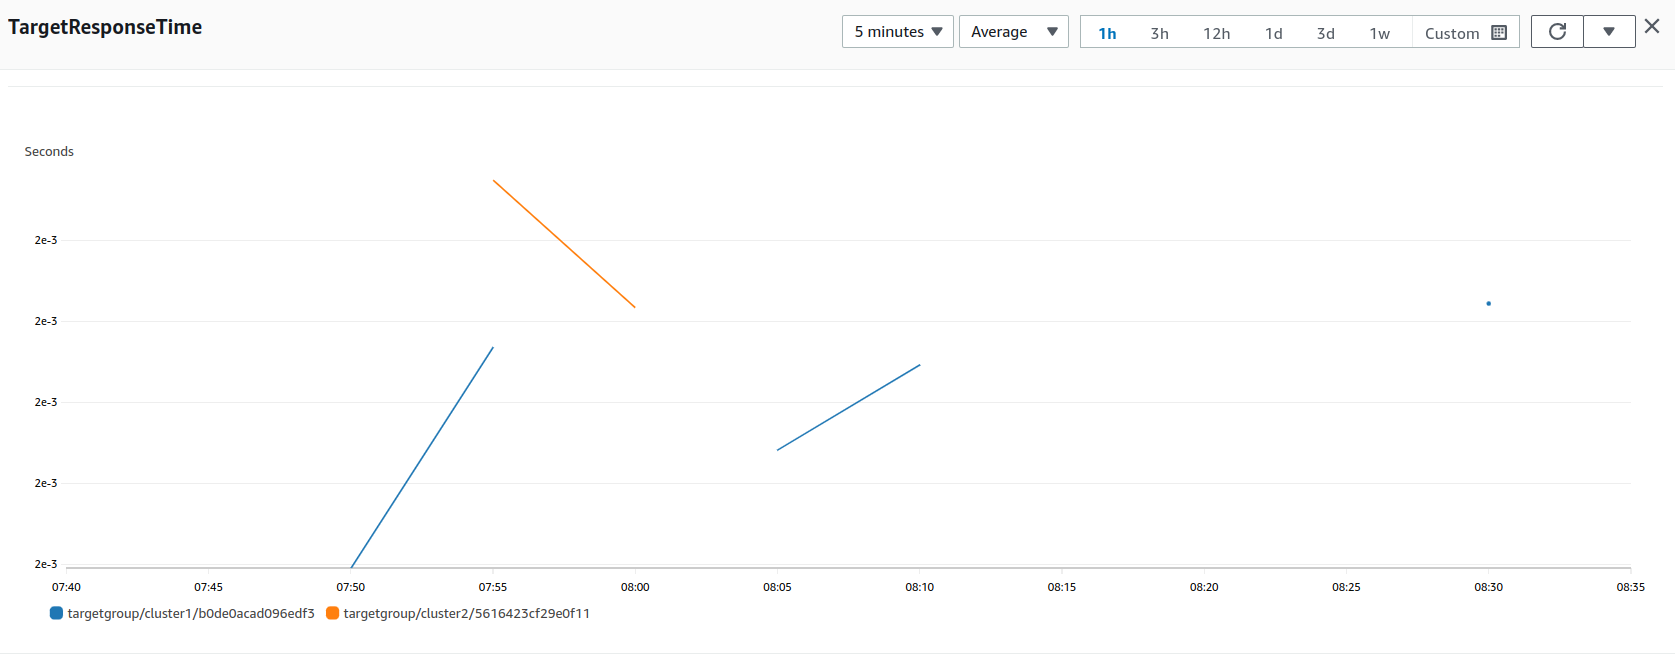 TargetResponseTime
5 minutes Average 1h 3h 12h 1d 3d 1w Custom
Seconds
2e-3
2e-3
2e-3
2e-3
2e-3
07:40 07:45 07:50 07:55 08:00 08:05 08:10 08:15 08:20 08:25 08:30 08:35
targetgroup/cluster1/b0de0acad096edf3 targetgroup/cluster2/5616423cf29e0f11